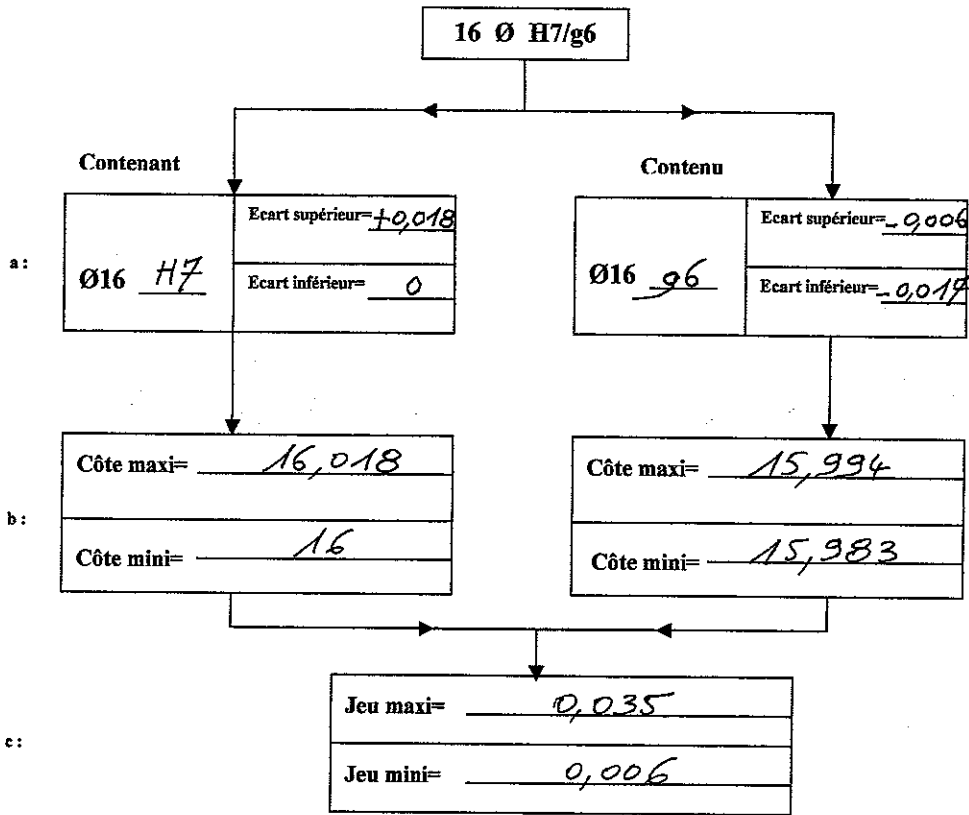 16 Ø H7/g6
Contenant
Contenu
a :
Ø16 H7
Ecart supérieur= +0,018
Ecart inférieur= 0
Ø16 g6
Ecart supérieur= -0,006
Ecart inférieur= -0,017
b :
Côte maxi= 16,018
Côte mini= 16
Côte maxi= 15,994
Côte mini= 15,983
c :
Jeu maxi= 0,035
Jeu mini= 0,006